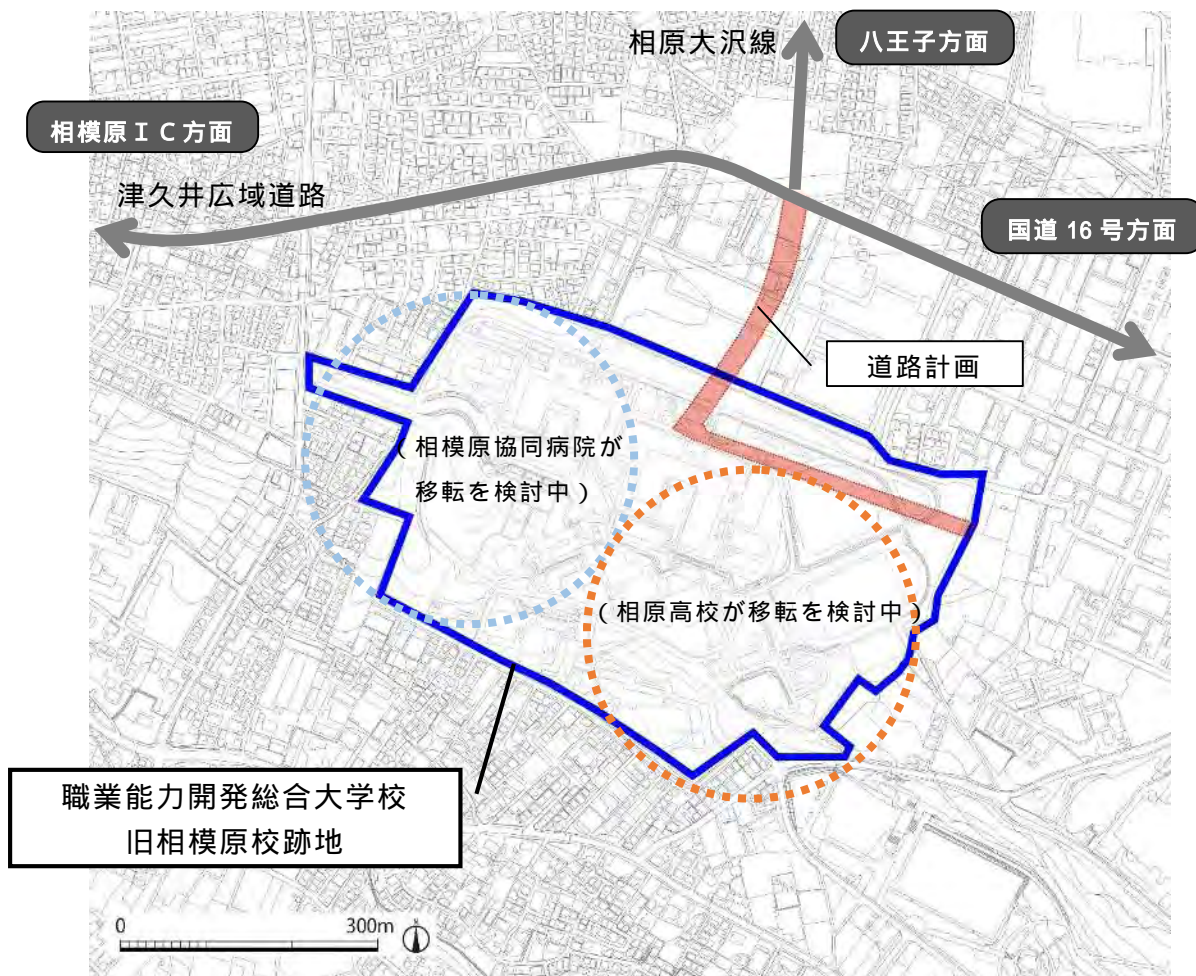 相原大沢線
八王子方面
相模原ＩＣ方面
津久井広域道路
国道 16 号方面
道路計画
（相模原協同病院が
移転を検討中）
（相原高校が移転を検討中）
職業能力開発総合大学校
旧相模原校跡地
0
300m
N